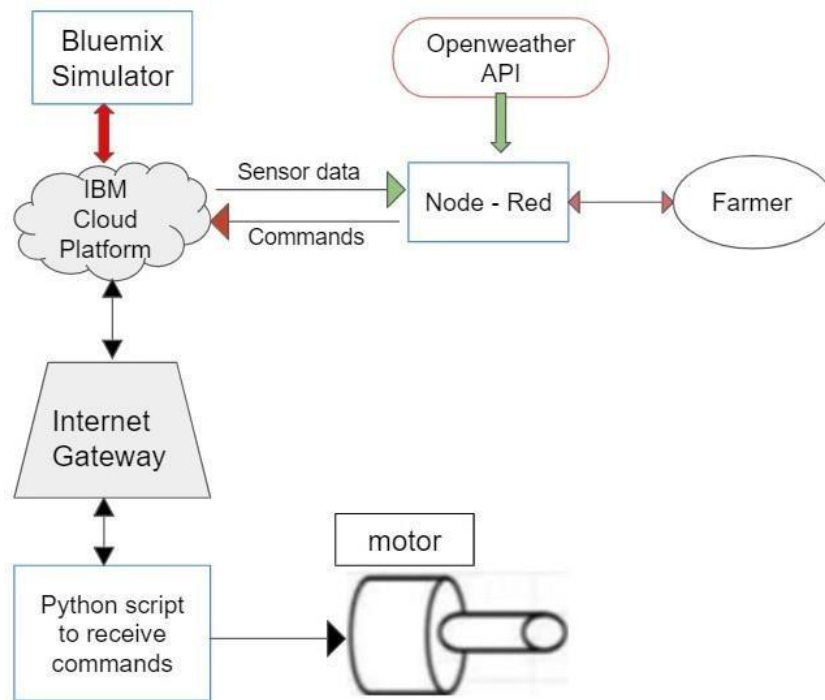 Bluemix
Simulator
Openweather
API
IBM
Cloud
Platform
Sensor data
Commands
Node - Red
Farmer
Internet
Gateway
motor
Python script
to receive
commands